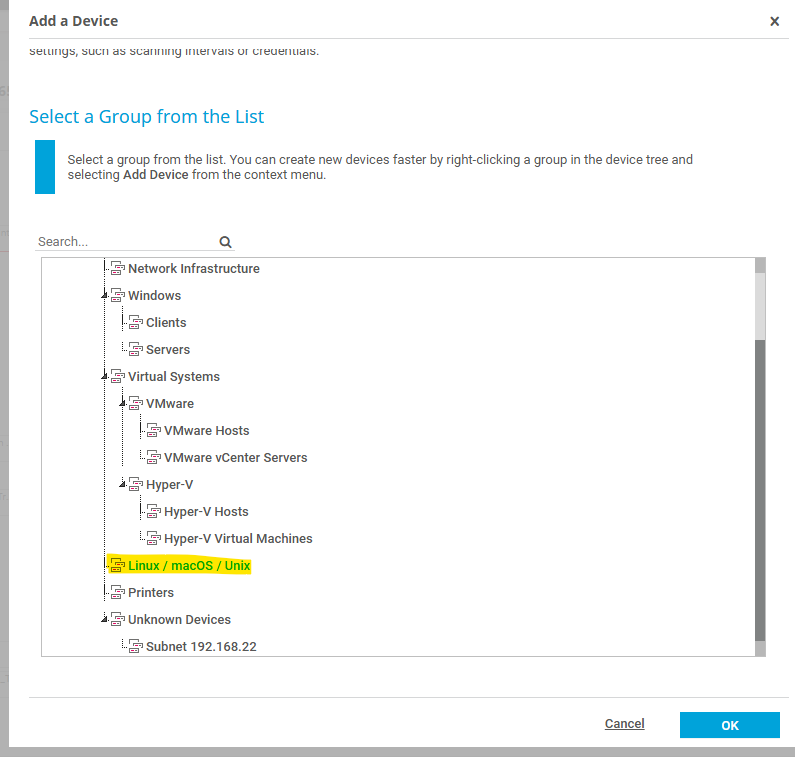 Add a Device
settings, such as scanning intervals or credentials.
Select a Group from the List
Select a group from the list. You can create new devices faster by right-clicking a group in the device tree and
selecting Add Device from the context menu.
Search...
Network Infrastructure
Windows
Clients
Servers
Virtual Systems
VMware
VMware Hosts
VMware vCenter Servers
Hyper-V
Hyper-V Hosts
Hyper-V Virtual Machines
Linux / macOS / Unix
Printers
Unknown Devices
Subnet 192.168.22
Cancel
OK